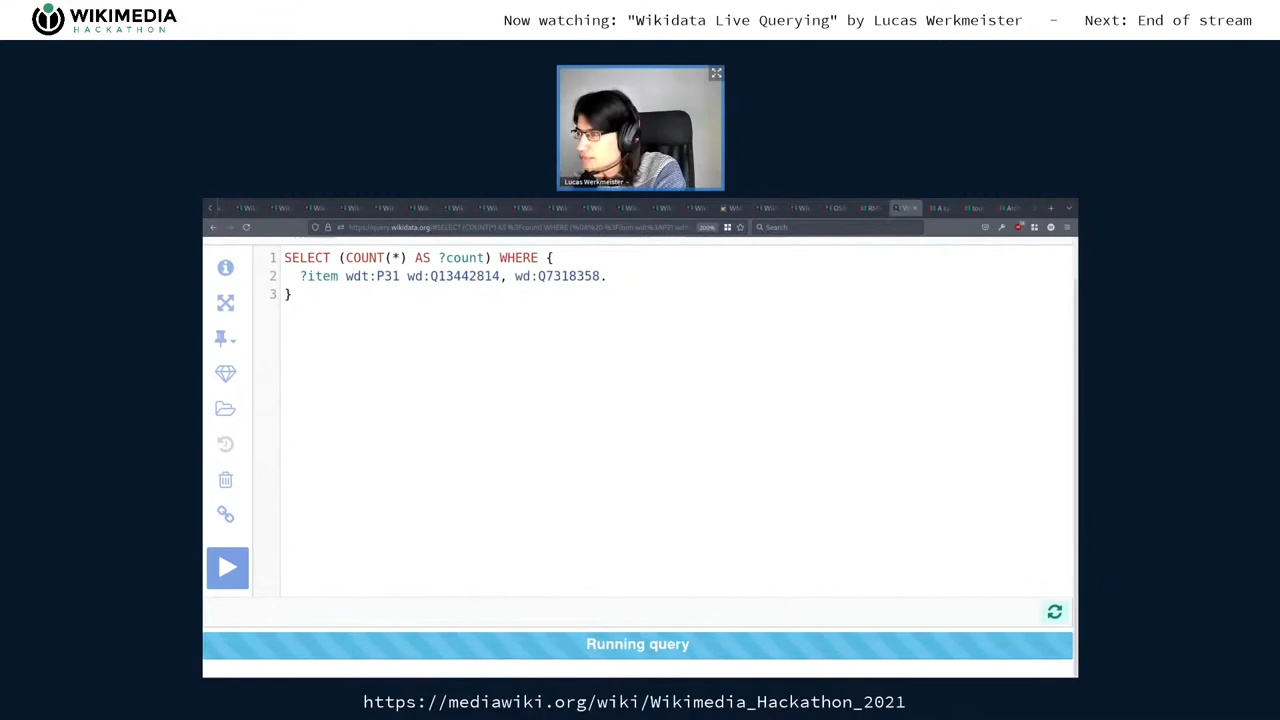 WIKIMEDIA
HACKATHON
Now watching: "Wikidata Live Querying" by Lucas Werkmeister - Next: End of stream
Lucas Werkmeister
Search
1 SELECT (COUNT(*) AS ?count) WHERE {
2 ?item wdt:P31 wd:Q13442814, wd:Q7318358.
3 }
Running query
https://mediawiki.org/wiki/Wikimedia_Hackathon_2021